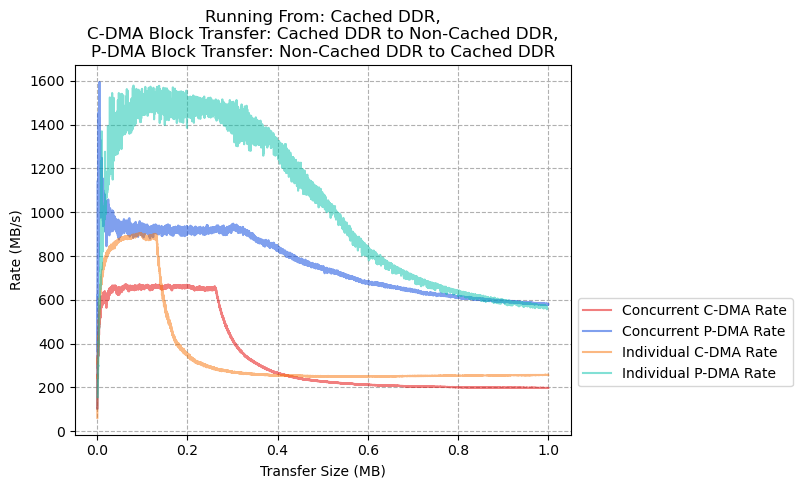 Running From: Cached DDR,
C-DMA Block Transfer: Cached DDR to Non-Cached DDR,
P-DMA Block Transfer: Non-Cached DDR to Cached DDR
1600
1400
1200
1000
800
600
400
200
0
Rate (MB/s)
0.0 0.2 0.4 0.6 0.8 1.0
Transfer Size (MB)
Concurrent C-DMA Rate
Concurrent P-DMA Rate
Individual C-DMA Rate
Individual P-DMA Rate